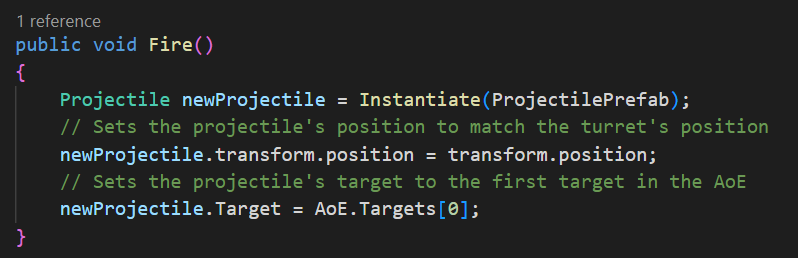 1 reference
public void Fire()
{
    Projectile newProjectile = Instantiate(ProjectilePrefab);
    // Sets the projectile's position to match the turret's position
    newProjectile.transform.position = transform.position;
    // Sets the projectile's target to the first target in the AoE
    newProjectile.Target = AoE.Targets[0];
}